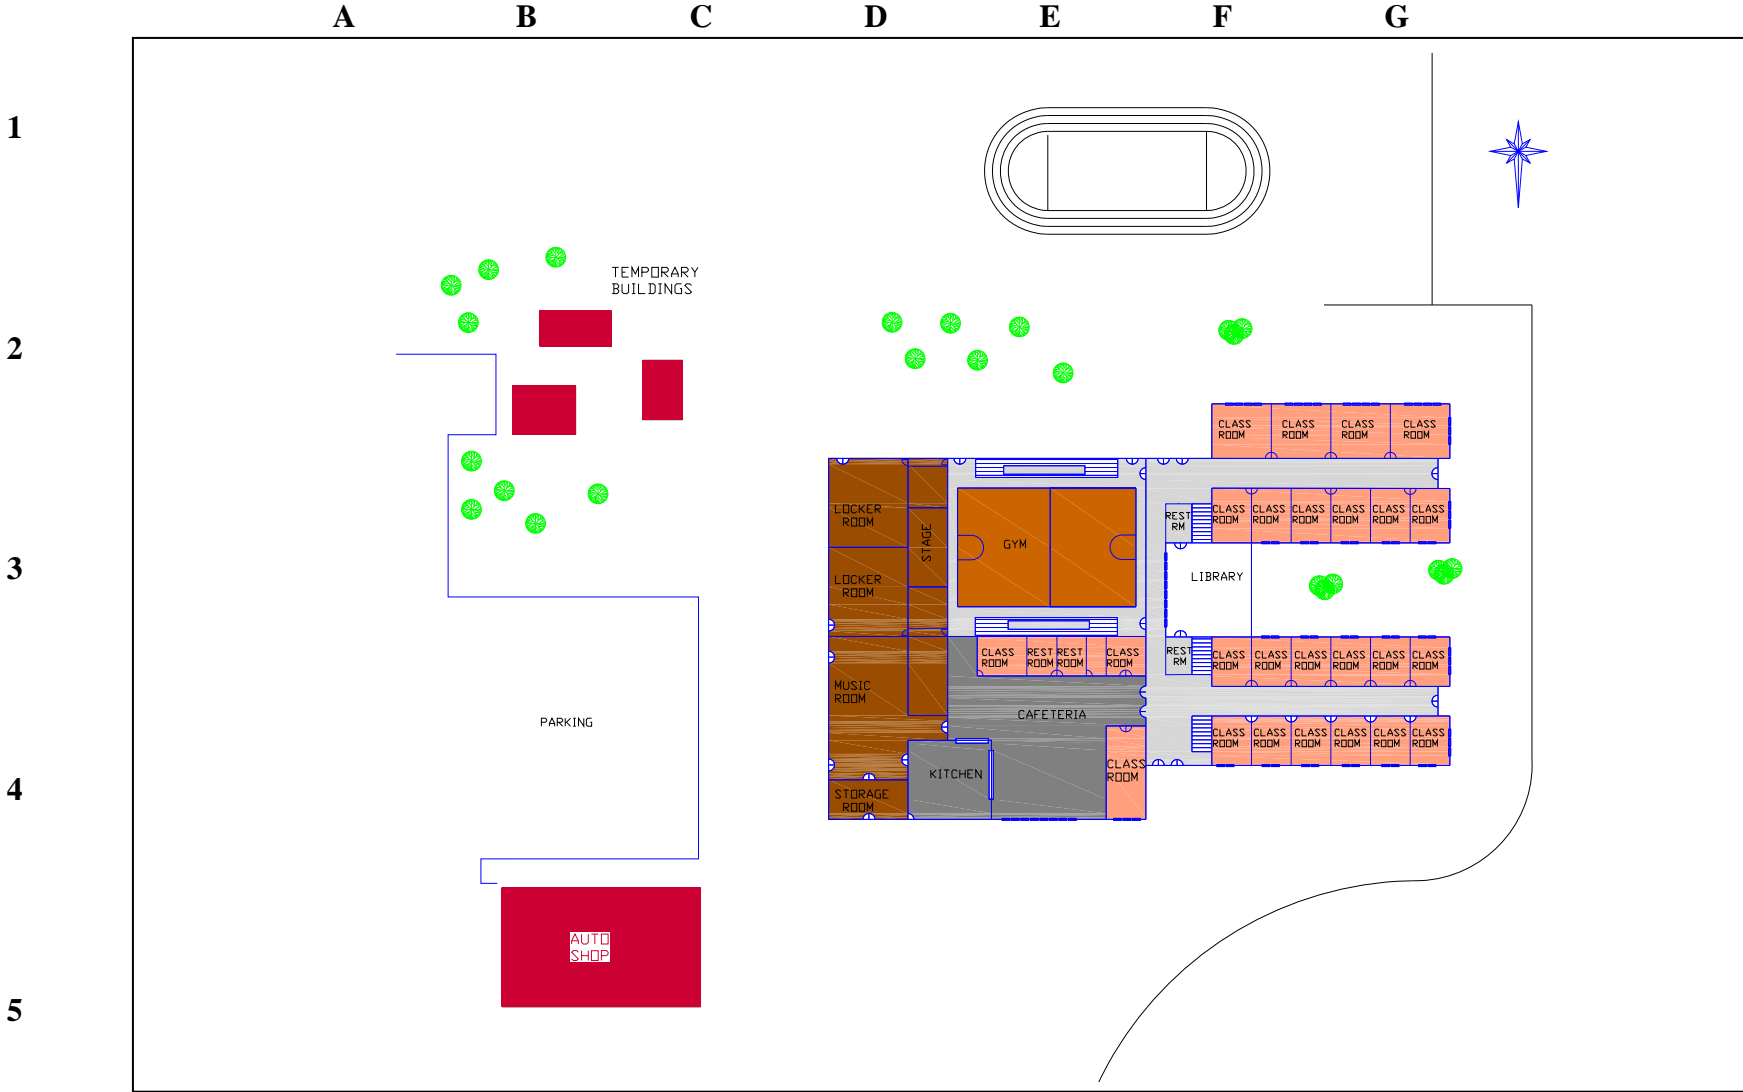 A B C D E F G
1
TEMPORARY
BUILDINGS
2
CLASS
ROOM
CLASS
ROOM
CLASS
ROOM
CLASS
ROOM
LOCKER
ROOM
STAGE
GYM
REST
RM
CLASS
ROOM
CLASS
ROOM
CLASS
ROOM
CLASS
ROOM
CLASS
ROOM
CLASS
ROOM
3
LOCKER
ROOM
LIBRARY
CLASS
ROOM
REST
ROOM
REST
ROOM
CLASS
ROOM
REST
RM
CLASS
ROOM
CLASS
ROOM
CLASS
ROOM
CLASS
ROOM
CLASS
ROOM
CLASS
ROOM
MUSIC
ROOM
PARKING
CAFETERIA
CLASS
ROOM
CLASS
ROOM
CLASS
ROOM
CLASS
ROOM
CLASS
ROOM
CLASS
ROOM
4
KITCHEN
CLASS
ROOM
STORAGE
ROOM
AUTO
SHOP
5